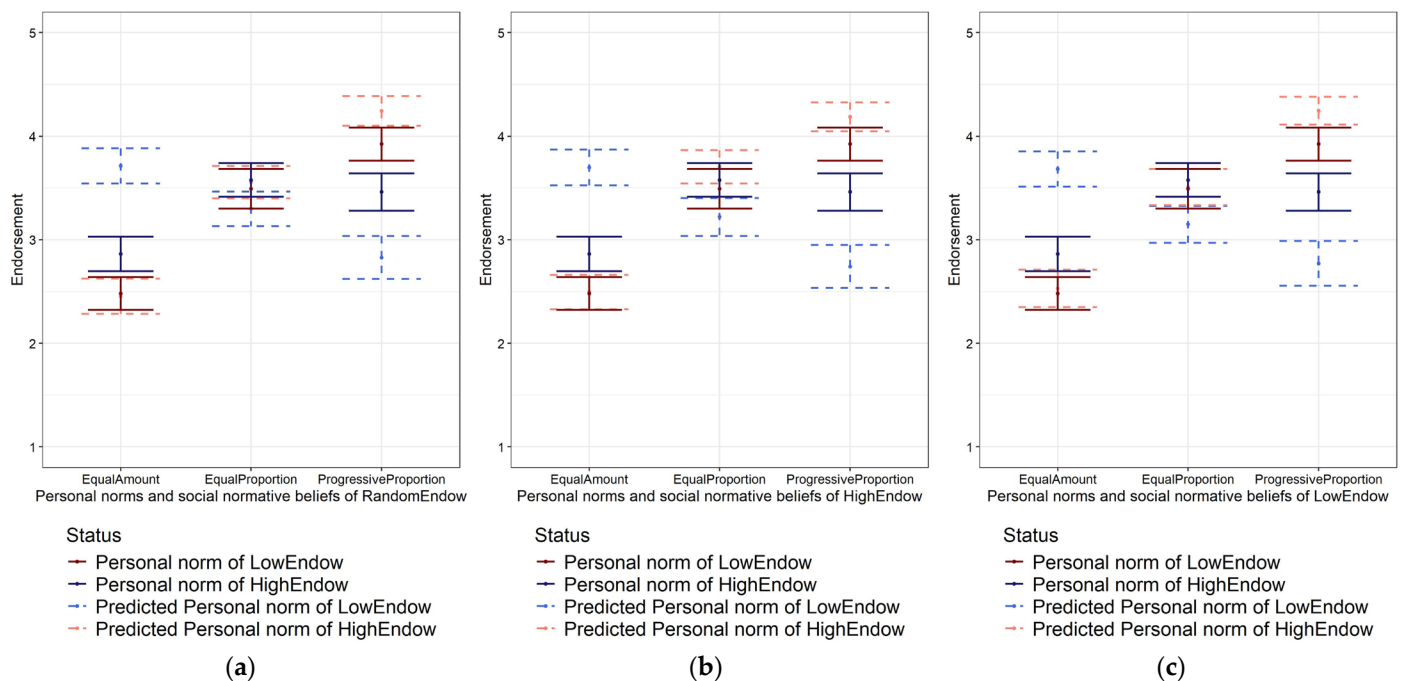 5
4
3
2
1
Endorsement
EqualAmount EqualProportion ProgressiveProportion
Personal norms and social normative beliefs of RandomEndow
Status
Personal norm of LowEndow
Personal norm of HighEndow
Predicted Personal norm of LowEndow
Predicted Personal norm of HighEndow
(a)
5
4
3
2
1
Endorsement
EqualAmount EqualProportion ProgressiveProportion
Personal norms and social normative beliefs of HighEndow
Status
Personal norm of LowEndow
Personal norm of HighEndow
Predicted Personal norm of LowEndow
Predicted Personal norm of HighEndow
(b)
5
4
3
2
1
Endorsement
EqualAmount EqualProportion ProgressiveProportion
Personal norms and social normative beliefs of LowEndow
Status
Personal norm of LowEndow
Personal norm of HighEndow
Predicted Personal norm of LowEndow
Predicted Personal norm of HighEndow
(c)